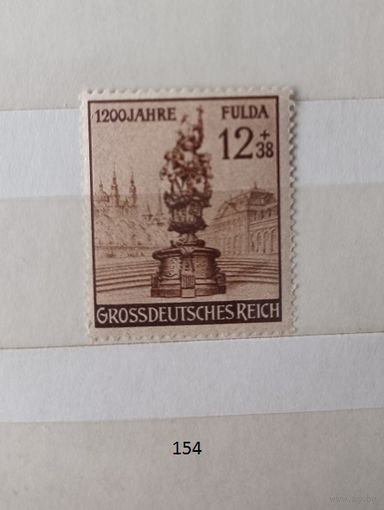 1200 JAHRE FULDA
12+38
GROSSDEUTSCHES REICH
154